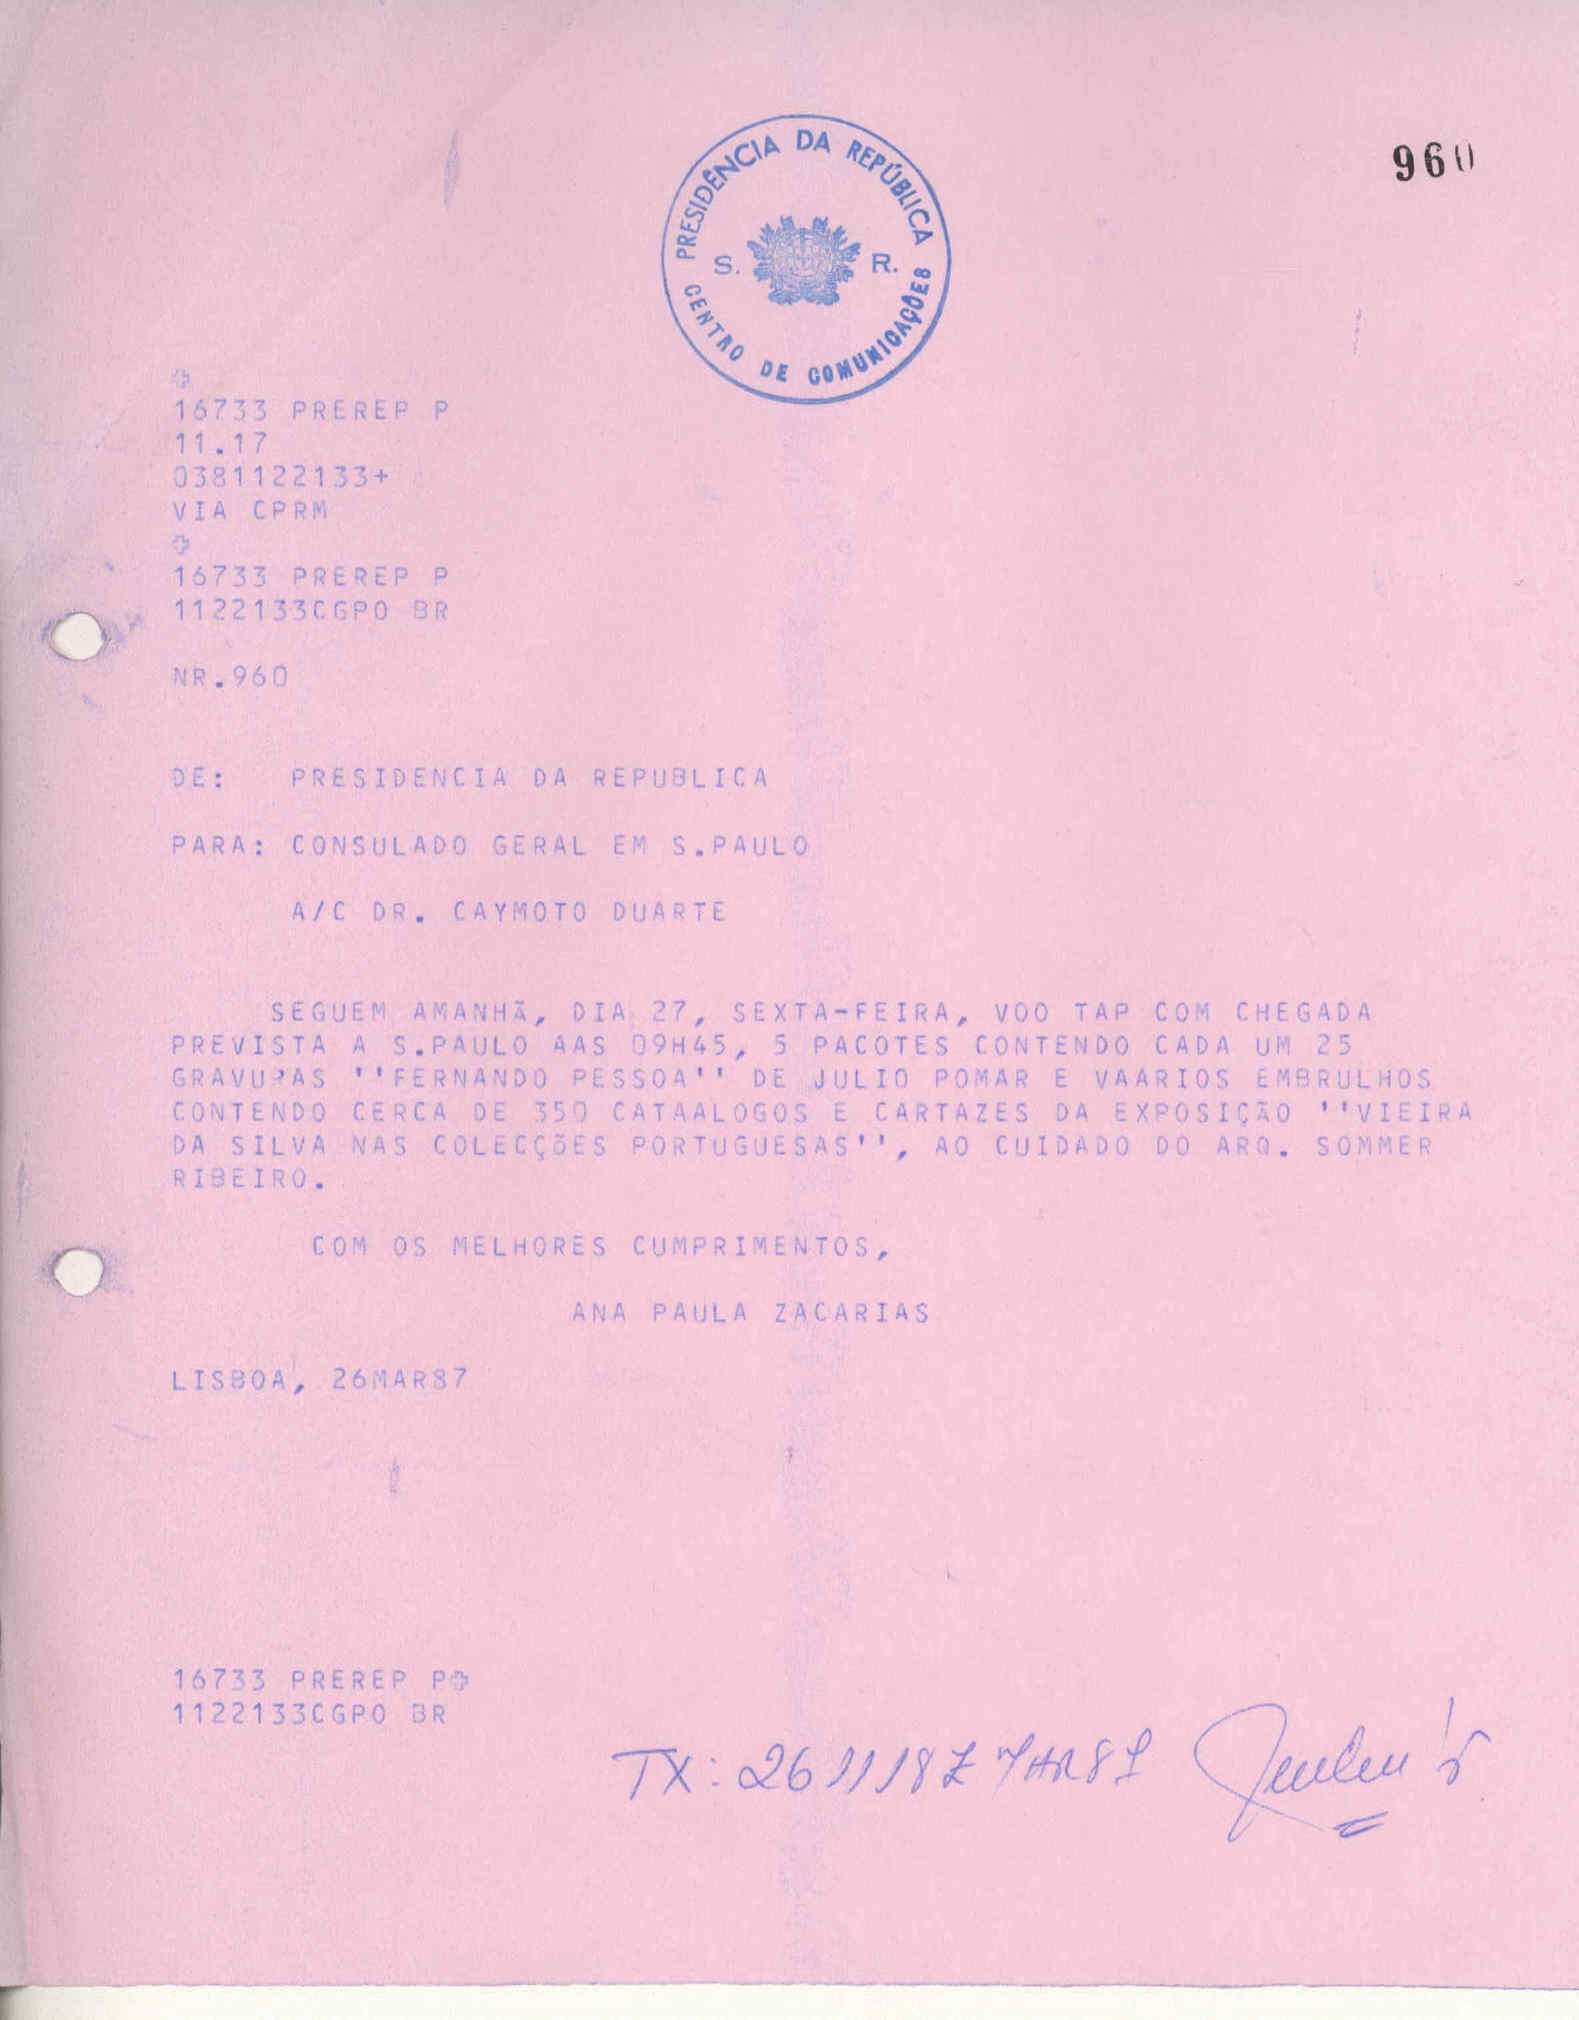 PRESIDÊNCIA DA REPÚBLICA
S. R.
CENTRO DE COMUNICAÇÕES
960
16733 PREREP P
11.17
0381122133+
VIA CPRM
16733 PREREP P
1122133CGPO BR
NR.960
DE: PRESIDENCIA DA REPUBLICA
PARA: CONSULADO GERAL EM S.PAULO
A/C DR. CAYMOTO DUARTE
SEGUEM AMANHÃ, DIA 27, SEXTA-FEIRA, VOO TAP COM CHEGADA
PREVISTA A S.PAULO AAS 09H45, 5 PACOTES CONTENDO CADA UM 25
GRAVURAS ''FERNANDO PESSOA'' DE JULIO POMAR E VAARIOS EMBRULHOS
CONTENDO CERCA DE 350 CATAALOGOS E CARTAZES DA EXPOSIÇÃO ''VIEIRA
DA SILVA NAS COLECÇÕES PORTUGUESAS'', AO CUIDADO DO ARQ. SOMMER
RIBEIRO.
COM OS MELHORES CUMPRIMENTOS,
ANA PAULA ZACARIAS
LISBOA, 26MAR87
16733 PREREP P
1122133CGPO BR
TX: 261118Z MAR87